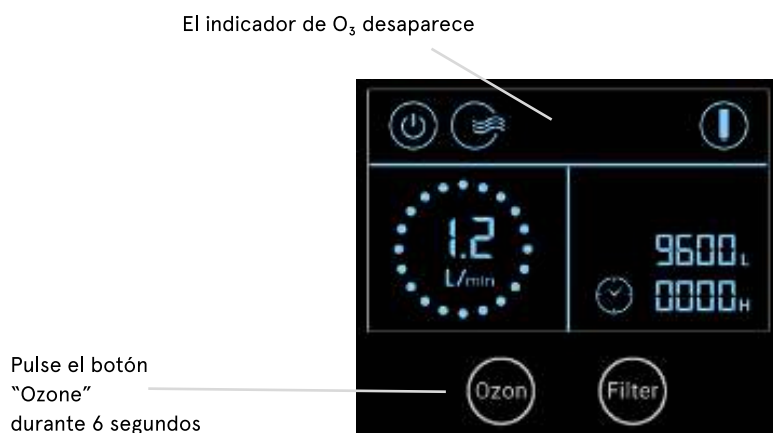 El indicador de O₃ desaparece
1.2
L/min
9600L
0000H
Pulse el botón
“Ozone”
durante 6 segundos
Ozon
Filter